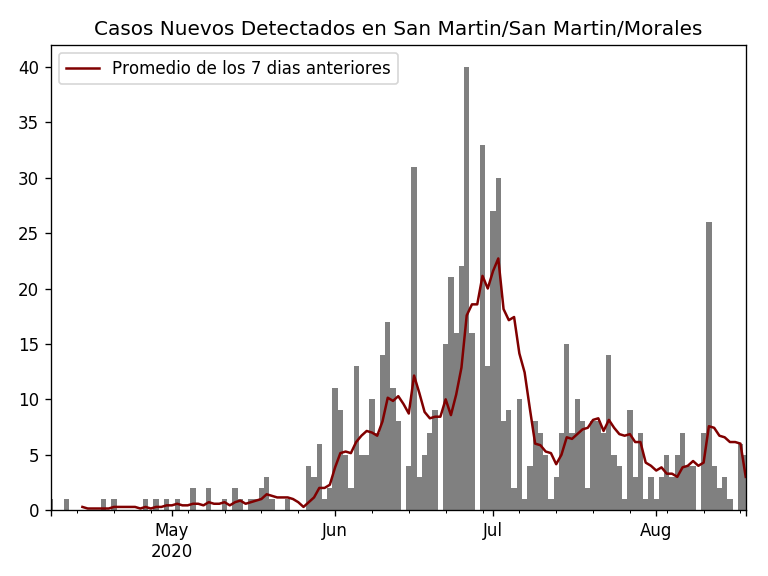 Casos Nuevos Detectados en San Martin/San Martin/Morales
Promedio de los 7 dias anteriores
40
35
30
25
20
15
10
5
0
May
2020
Jun
Jul
Aug